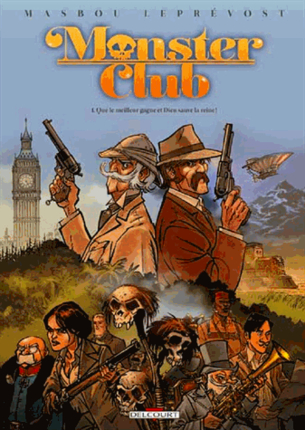 MASBOU LEPRÉVOST
Monster
Club
1. Que le meilleur gagne et Dieu sauve la reine!
DELCOURT